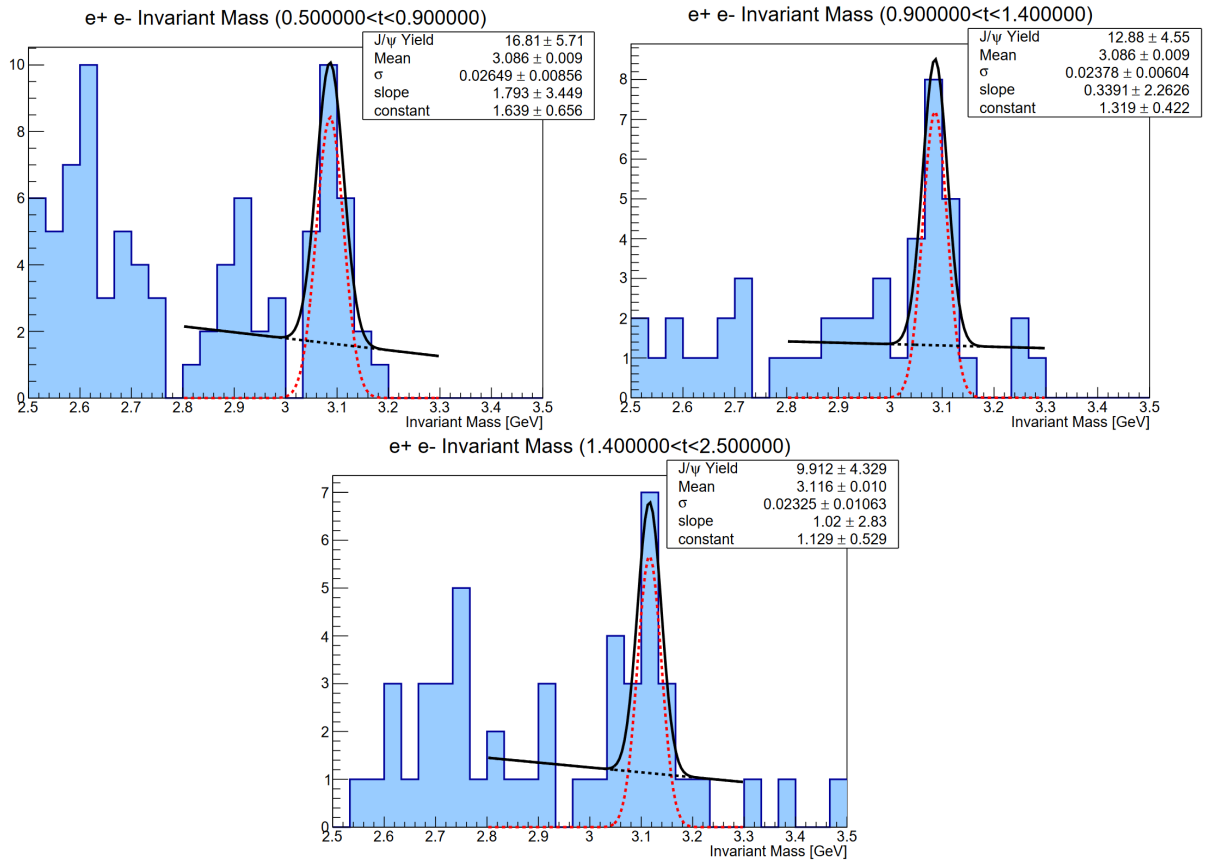 e+ e- Invariant Mass (0.500000<t<0.900000)
J/ψ Yield 16.81 ± 5.71
Mean 3.086 ± 0.009
σ 0.02649 ± 0.00856
slope 1.793 ± 3.449
constant 1.639 ± 0.656
10
8
6
4
2
0
2.5 2.6 2.7 2.8 2.9 3 3.1 3.2 3.3 3.4 3.5
Invariant Mass [GeV]
e+ e- Invariant Mass (0.900000<t<1.400000)
J/ψ Yield 12.88 ± 4.55
Mean 3.086 ± 0.009
σ 0.02378 ± 0.00604
slope 0.3391 ± 2.2626
constant 1.319 ± 0.422
8
7
6
5
4
3
2
1
0
2.5 2.6 2.7 2.8 2.9 3 3.1 3.2 3.3 3.4 3.5
Invariant Mass [GeV]
e+ e- Invariant Mass (1.400000<t<2.500000)
J/ψ Yield 9.912 ± 4.329
Mean 3.116 ± 0.010
σ 0.02325 ± 0.01063
slope 1.02 ± 2.83
constant 1.129 ± 0.529
7
6
5
4
3
2
1
0
2.5 2.6 2.7 2.8 2.9 3 3.1 3.2 3.3 3.4 3.5
Invariant Mass [GeV]